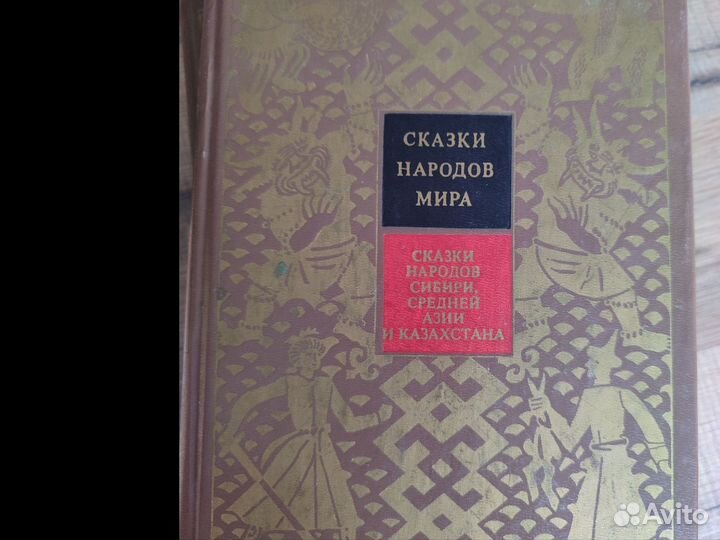 СКАЗКИ
НАРОДОВ
МИРА
СКАЗКИ
НАРОДОВ
СИБИРИ,
СРЕДНЕЙ
АЗИИ
И КАЗАХСТАНА
Avito